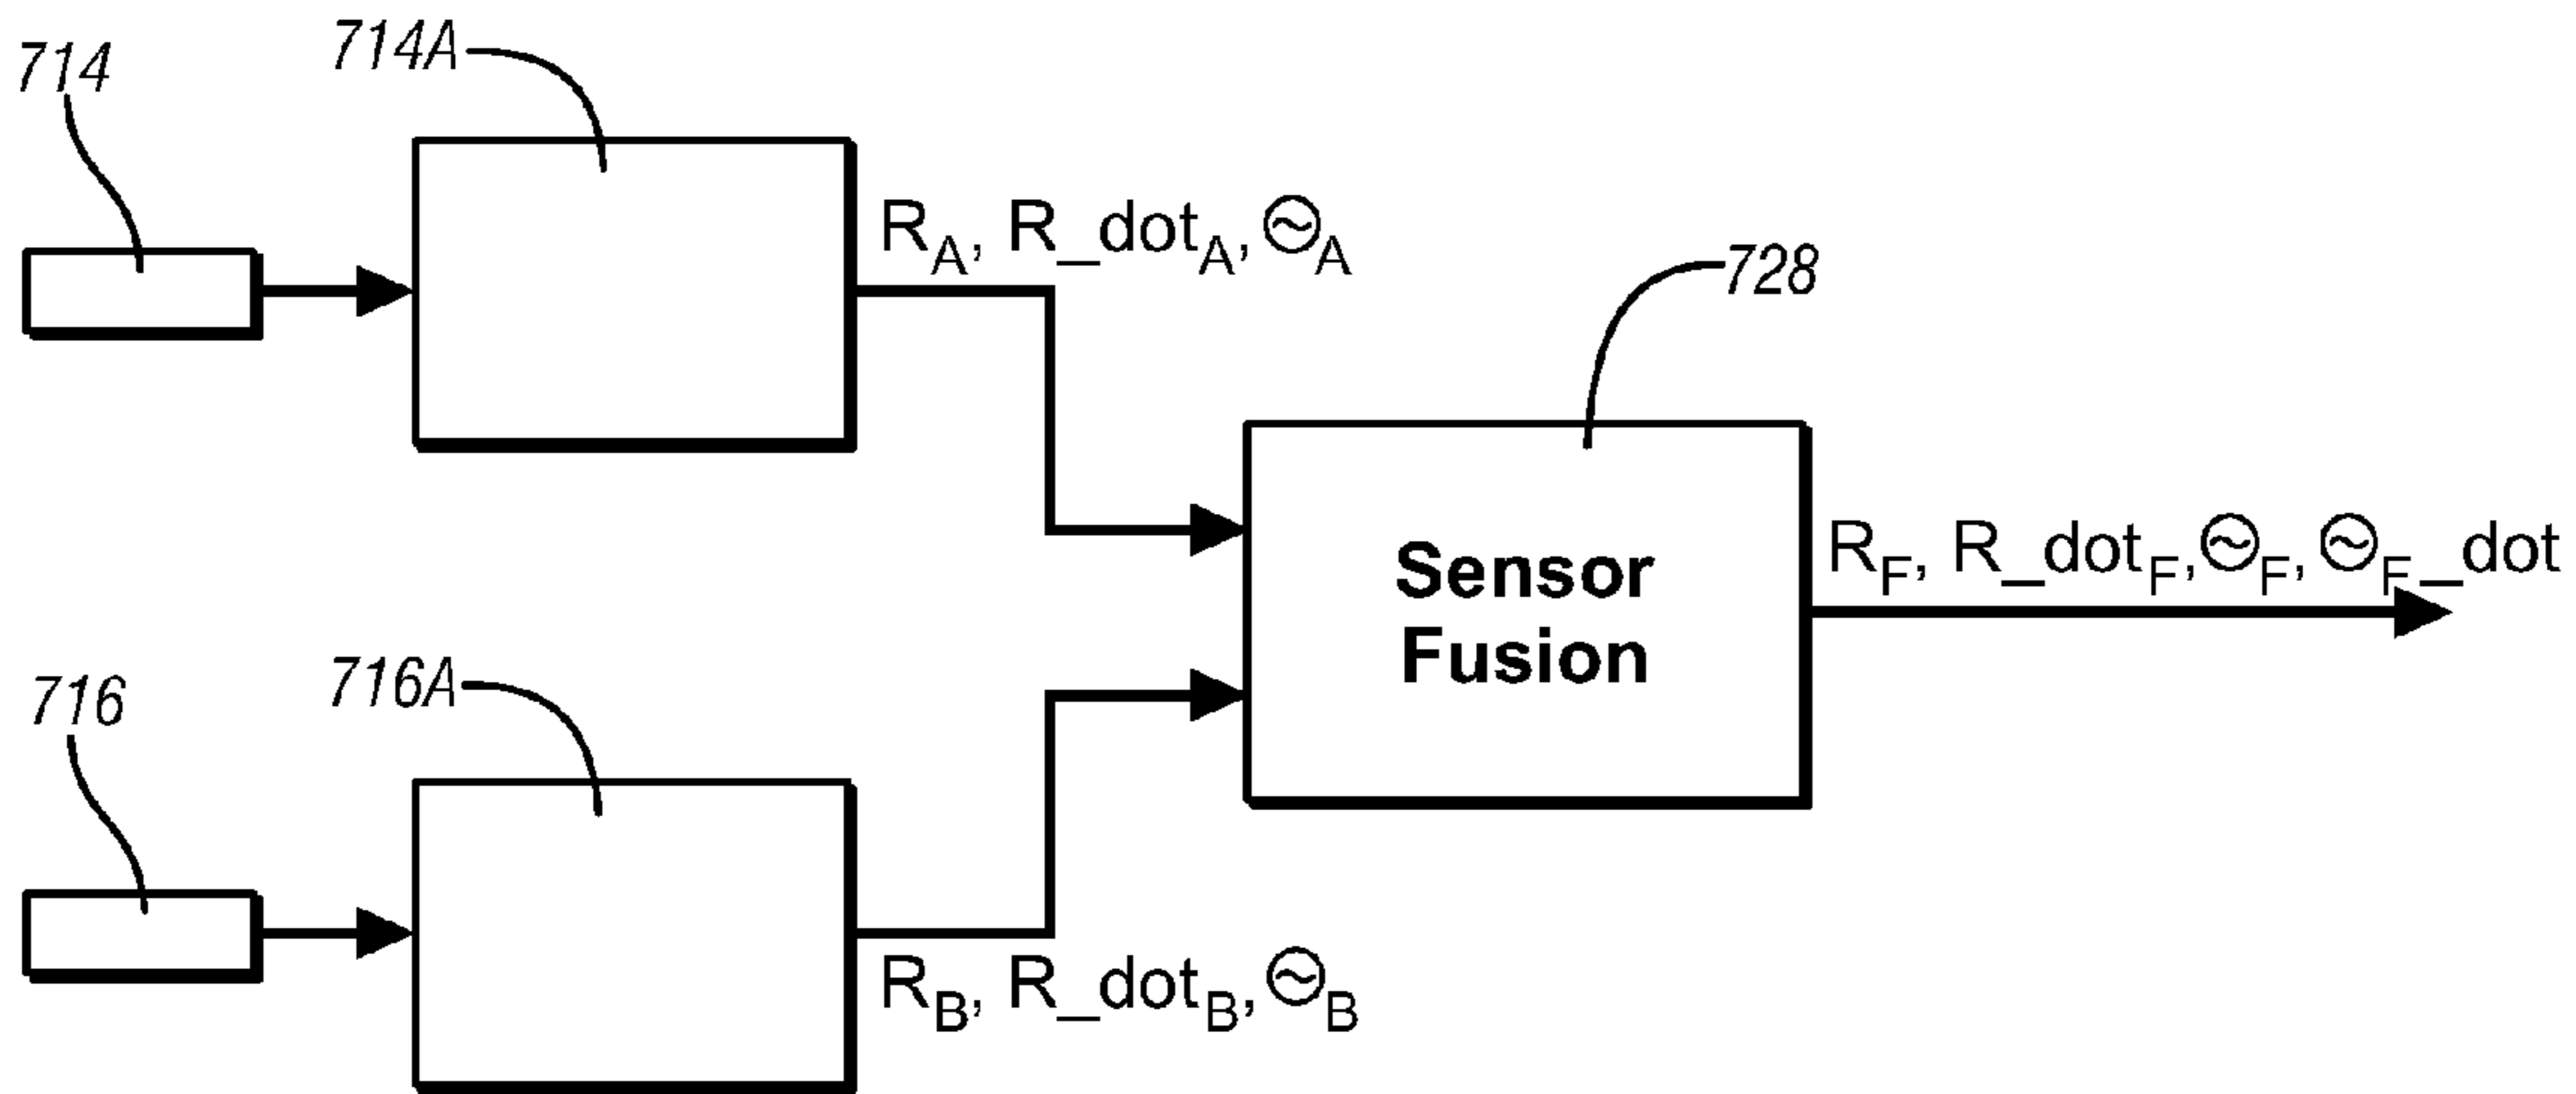 714
714A
R_A, R_dot_A, Θ_A
728
Sensor
Fusion
R_F, R_dot_F, Θ_F, Θ_F_dot
716
716A
R_B, R_dot_B, Θ_B